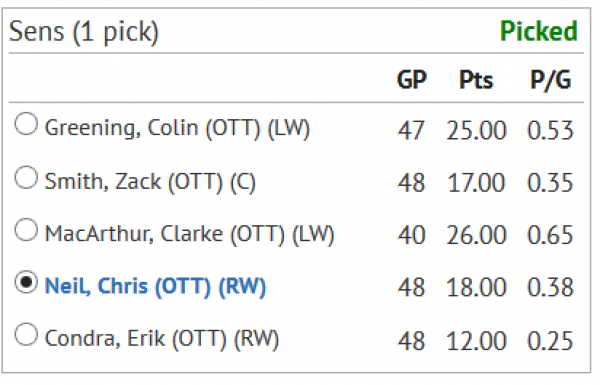 Sens (1 pick) Picked
GP Pts P/G
Greening, Colin (OTT) (LW) 47 25.00 0.53
Smith, Zack (OTT) (C) 48 17.00 0.35
MacArthur, Clarke (OTT) (LW) 40 26.00 0.65
Neil, Chris (OTT) (RW) 48 18.00 0.38
Condra, Erik (OTT) (RW) 48 12.00 0.25